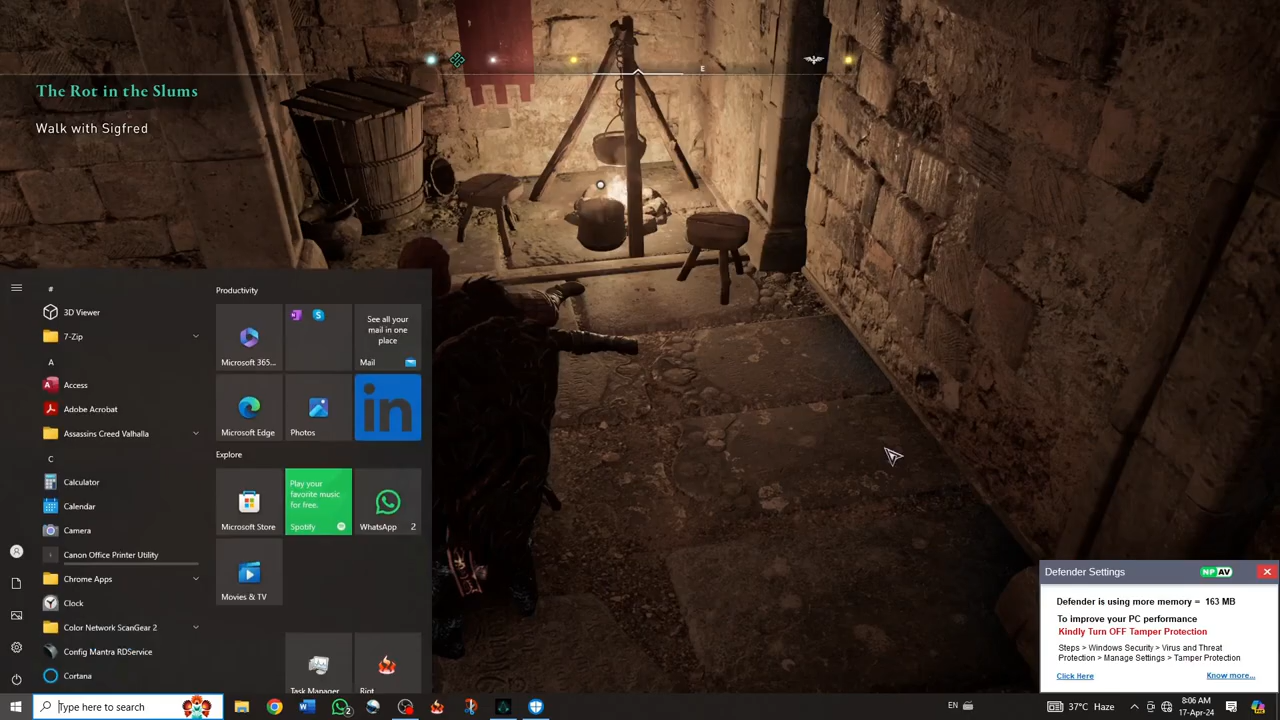 E
The Rot in the Slums
Walk with Sigfred
#
3D Viewer
7-Zip
A
Access
Adobe Acrobat
Assassins Creed Valhalla
C
Calculator
Calendar
Camera
Canon Office Printer Utility
Chrome Apps
Clock
Color Network ScanGear 2
Config Mantra RDService
Cortana
Productivity
Microsoft 365...
See all your
mail in one
place
Mail
Microsoft Edge
Photos
in
Explore
Microsoft Store
Play your
favorite music
for free.
Spotify
WhatsApp 2
Movies & TV
Task Manager
Riot
Defender Settings NP AV
Defender is using more memory = 163 MB
To improve your PC performance
Kindly Turn OFF Tamper Protection
Steps > Windows Security > Virus and Threat
Protection > Manage Settings > Tamper Protection
Click Here Know more...
Type here to search
2
EN
37°C Haze
8:06 AM
17-Apr-24